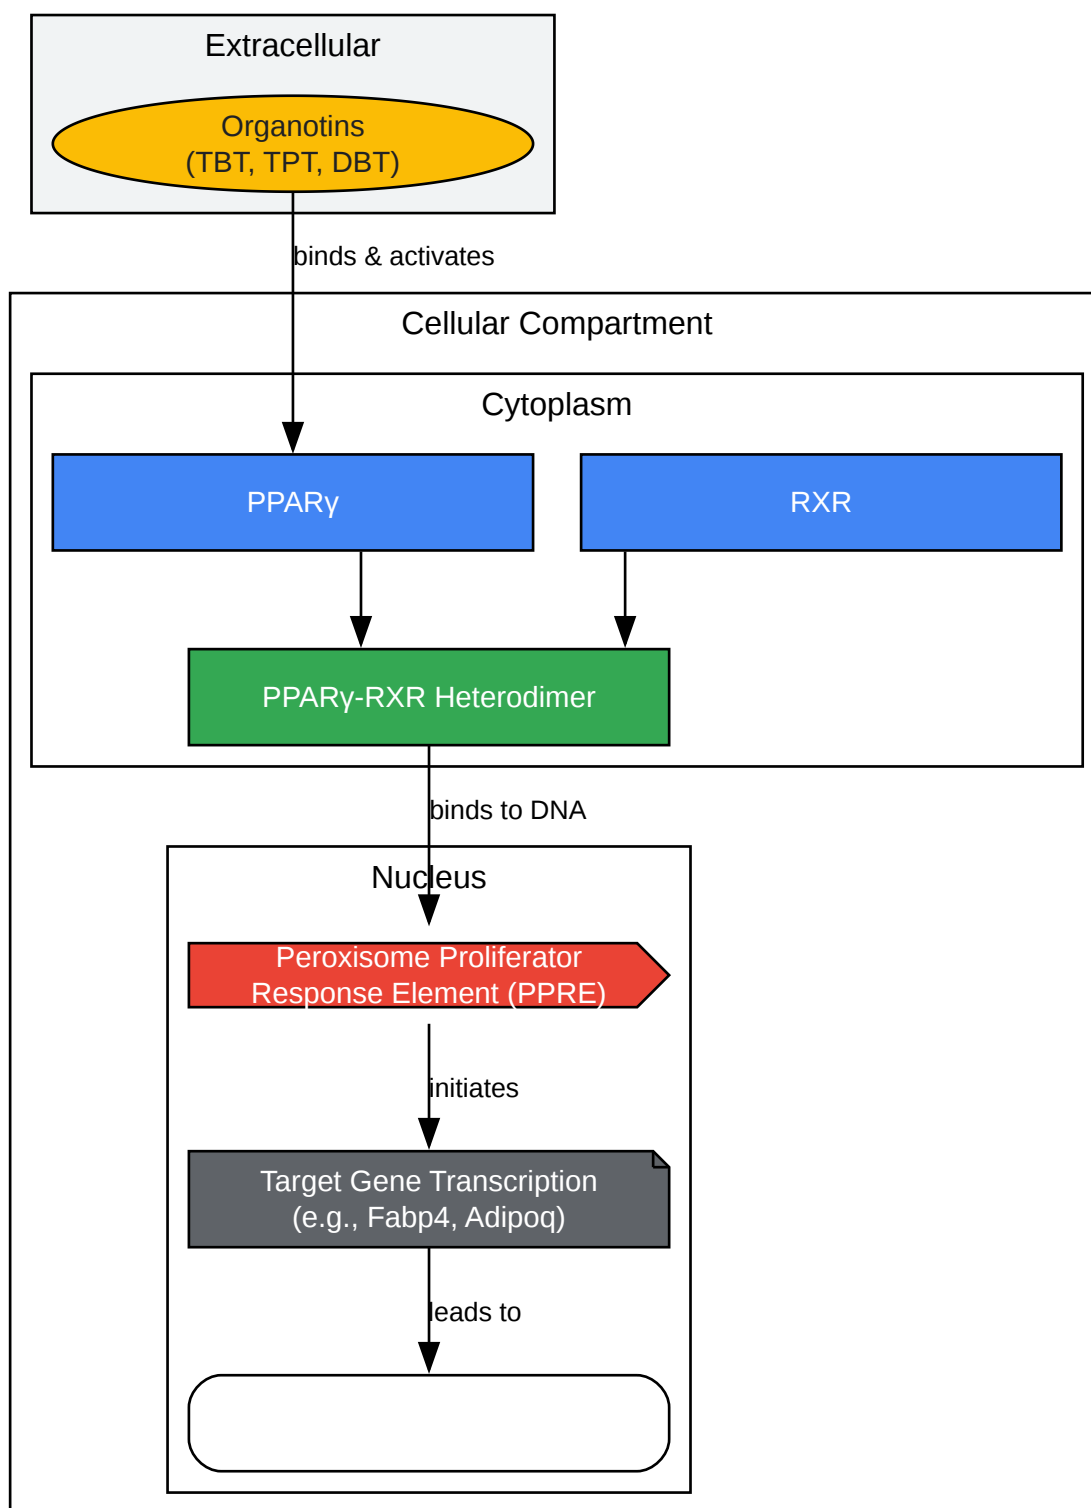 Extracellular
Organotins
(TBT, TPT, DBT)
binds & activates
Cellular Compartment
Cytoplasm
PPARγ
RXR
PPARγ-RXR Heterodimer
binds to DNA
Nucleus
Peroxisome Proliferator
Response Element (PPRE)
initiates
Target Gene Transcription
(e.g., Fabp4, Adipoq)
leads to